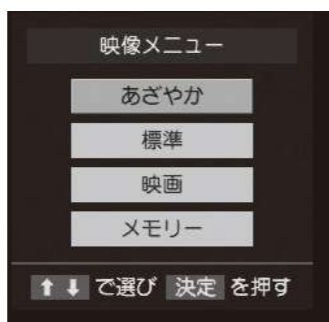 映像メニュー
あざやか
標準
映画
メモリー
⬆⬇ で選び 決定 を押す